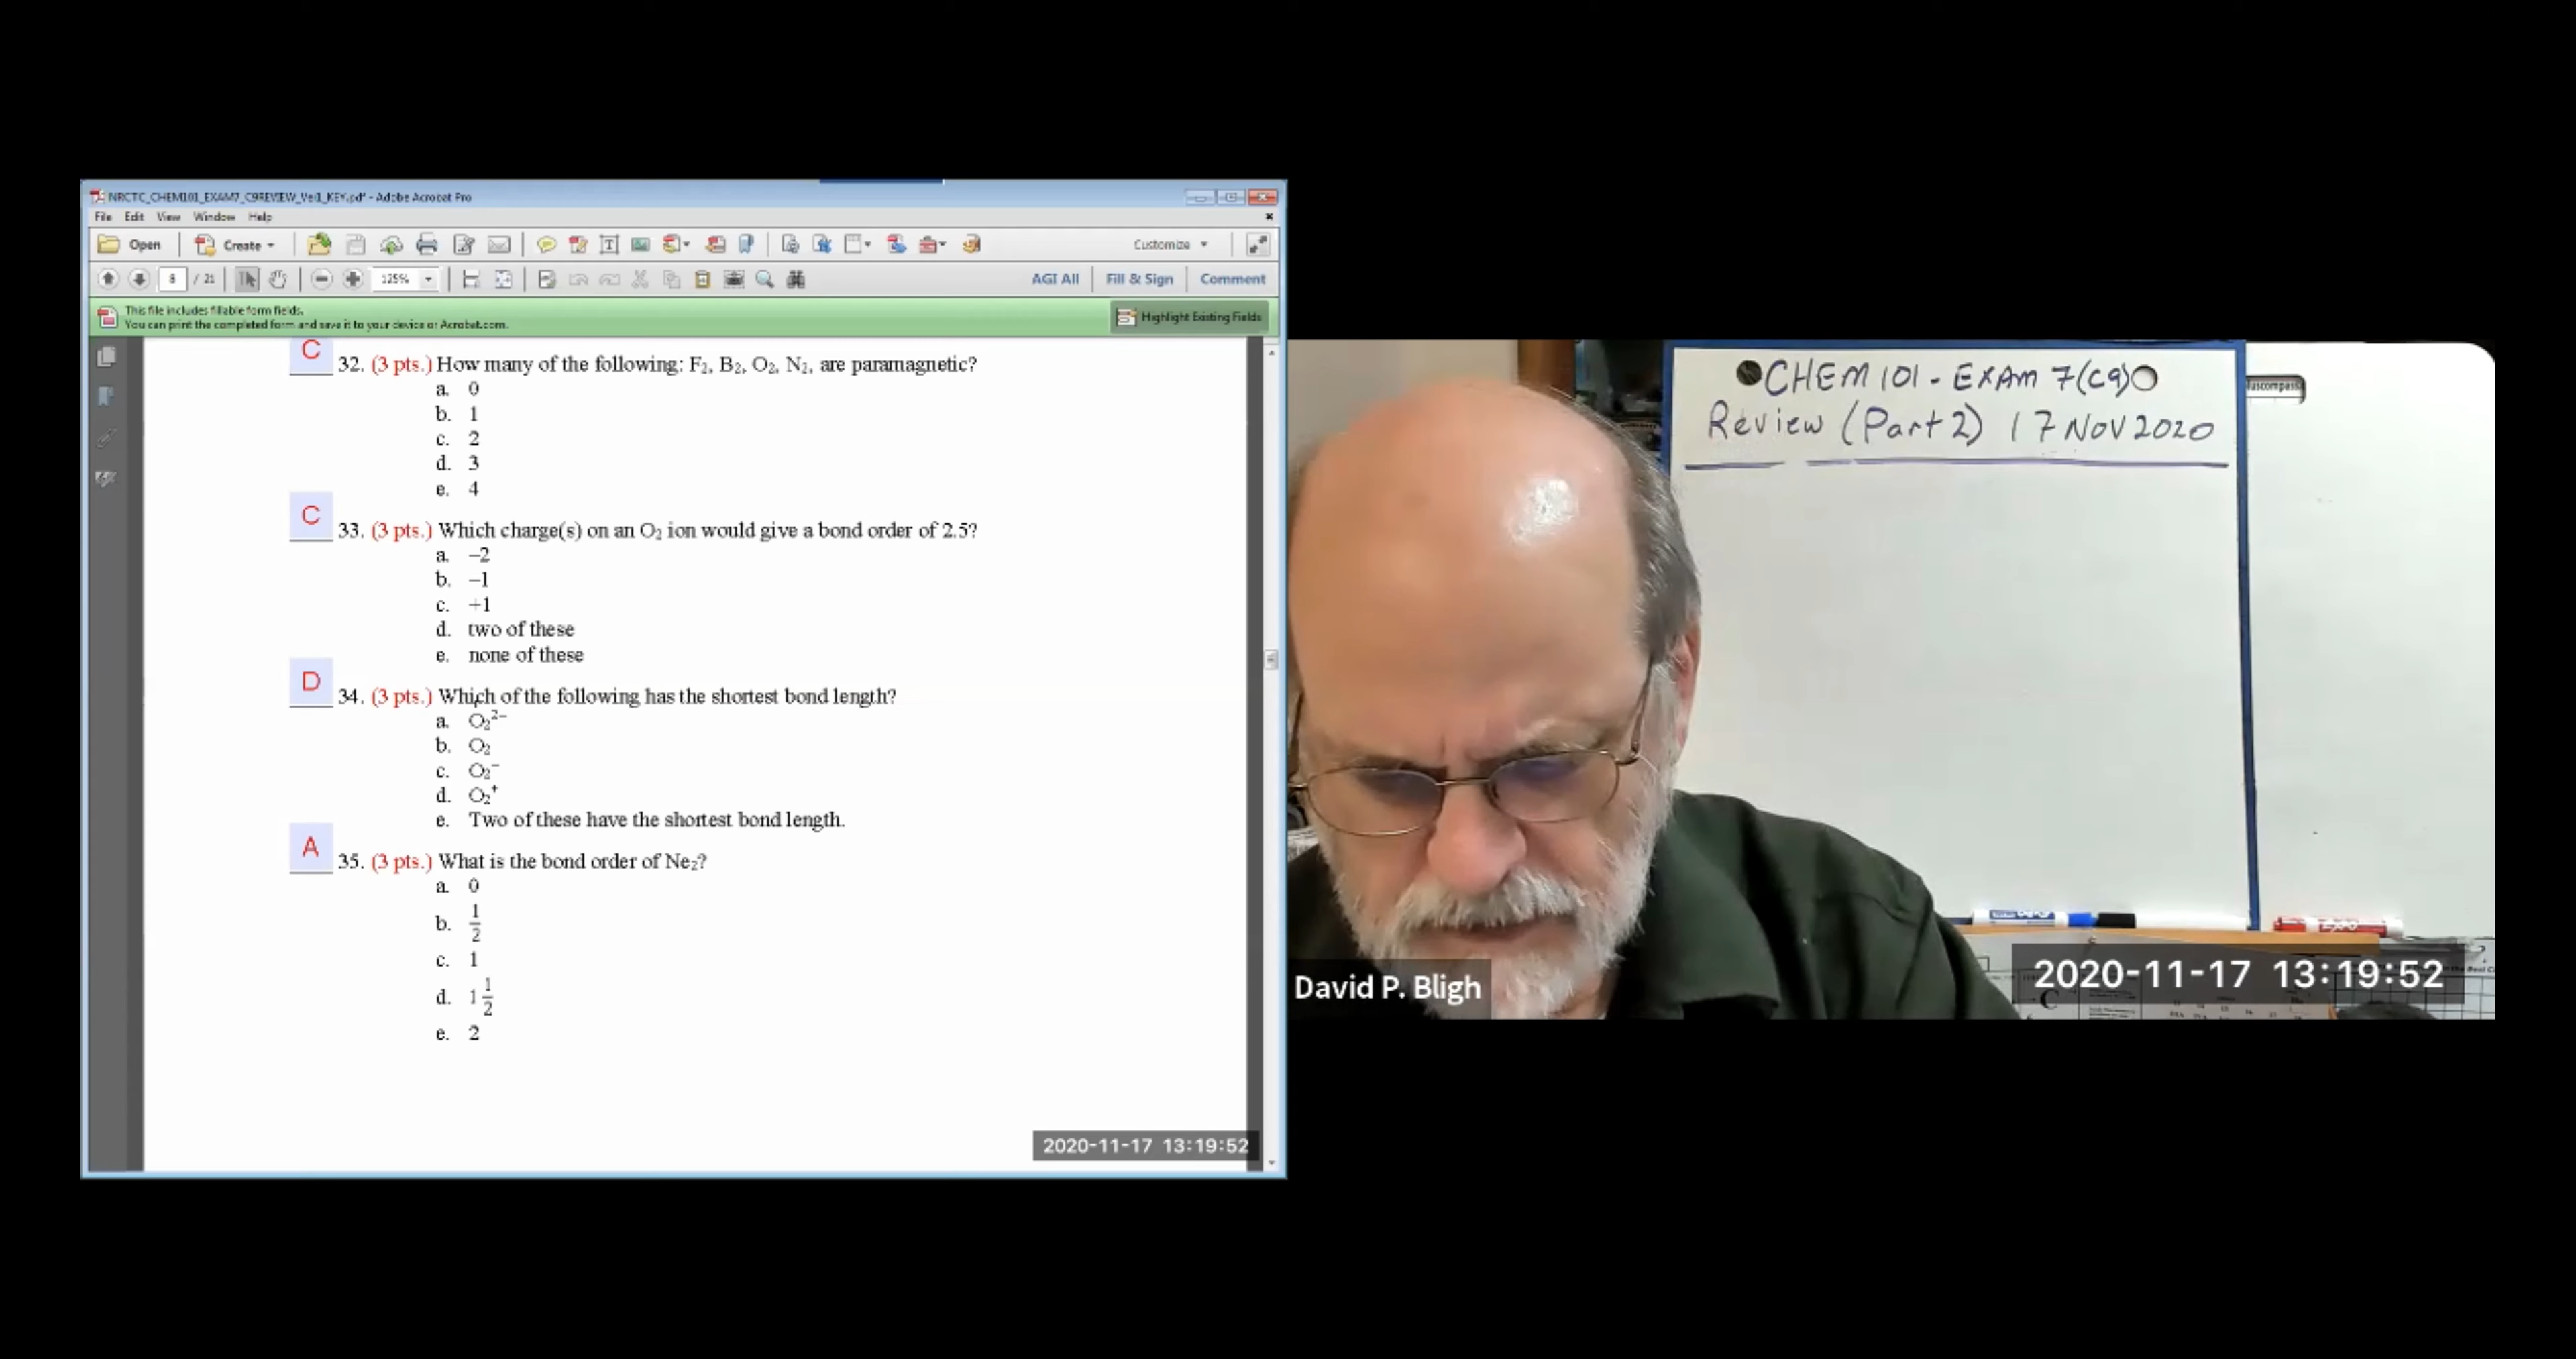 NRCTC_CHEM101_EXAM7_C9REVIEW_Ver1_KEY.pdf* - Adobe Acrobat Pro
File Edit View Window Help
Open Create Customize
8 / 21 125% AGI All Fill & Sign Comment
This file includes fillable form fields.
You can print the completed form and save it to your device or Acrobat.com.
Highlight Existing Fields
C 32. (3 pts.) How many of the following: F₂, B₂, O₂, N₂, are paramagnetic?
a. 0
b. 1
c. 2
d. 3
e. 4
C 33. (3 pts.) Which charge(s) on an O₂ ion would give a bond order of 2.5?
a. –2
b. –1
c. +1
d. two of these
e. none of these
D 34. (3 pts.) Which of the following has the shortest bond length?
a. O₂²⁻
b. O₂
c. O₂⁻
d. O₂⁺
e. Two of these have the shortest bond length.
A 35. (3 pts.) What is the bond order of Ne₂?
a. 0
b. 1/2
c. 1
d. 1 1/2
e. 2
2020-11-17 13:19:52
CHEM 101 - EXAM 7(C9)
Review (Part 2) 17 NOV 2020
David P. Bligh
2020-11-17 13:19:52